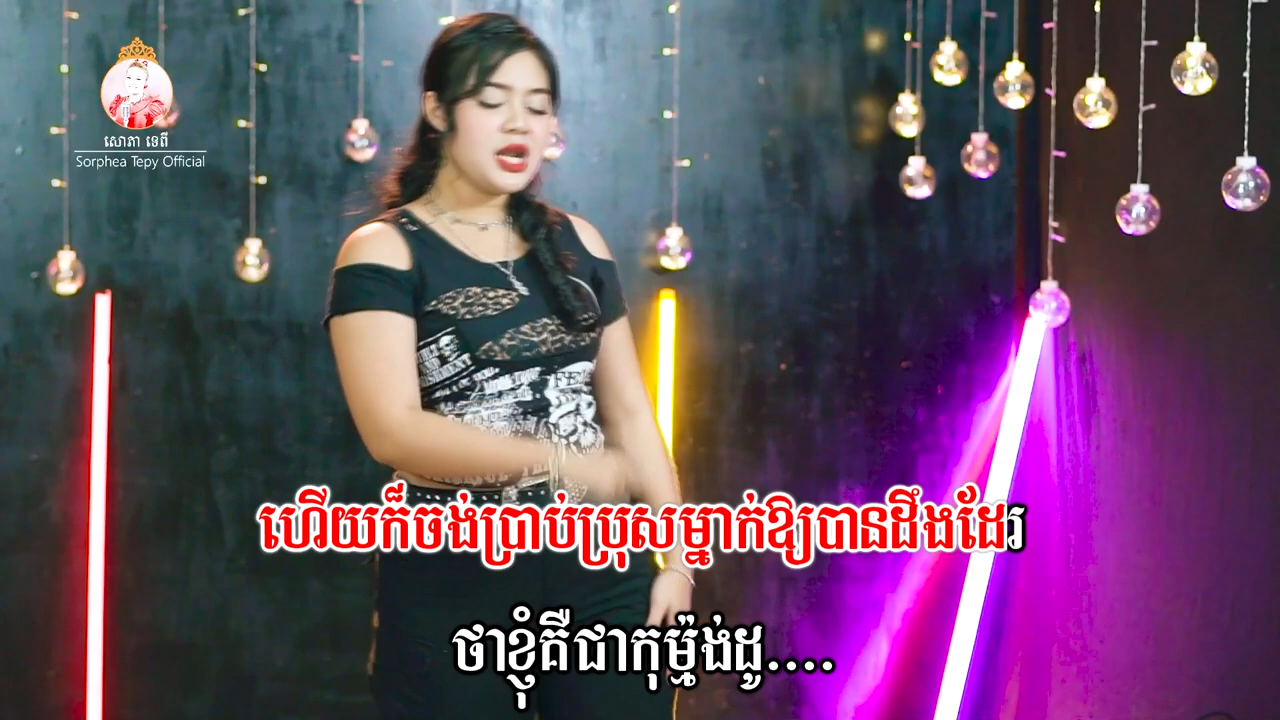 សោភា ទេពី
Sorphea Tepy Official
ហើយក៏ចង់ប្រាប់ប្រុសម្នាក់ឱ្យបានដឹងដែរ
ថាខ្ញុំគឺជាកុម្ម៉ង់ដូ....